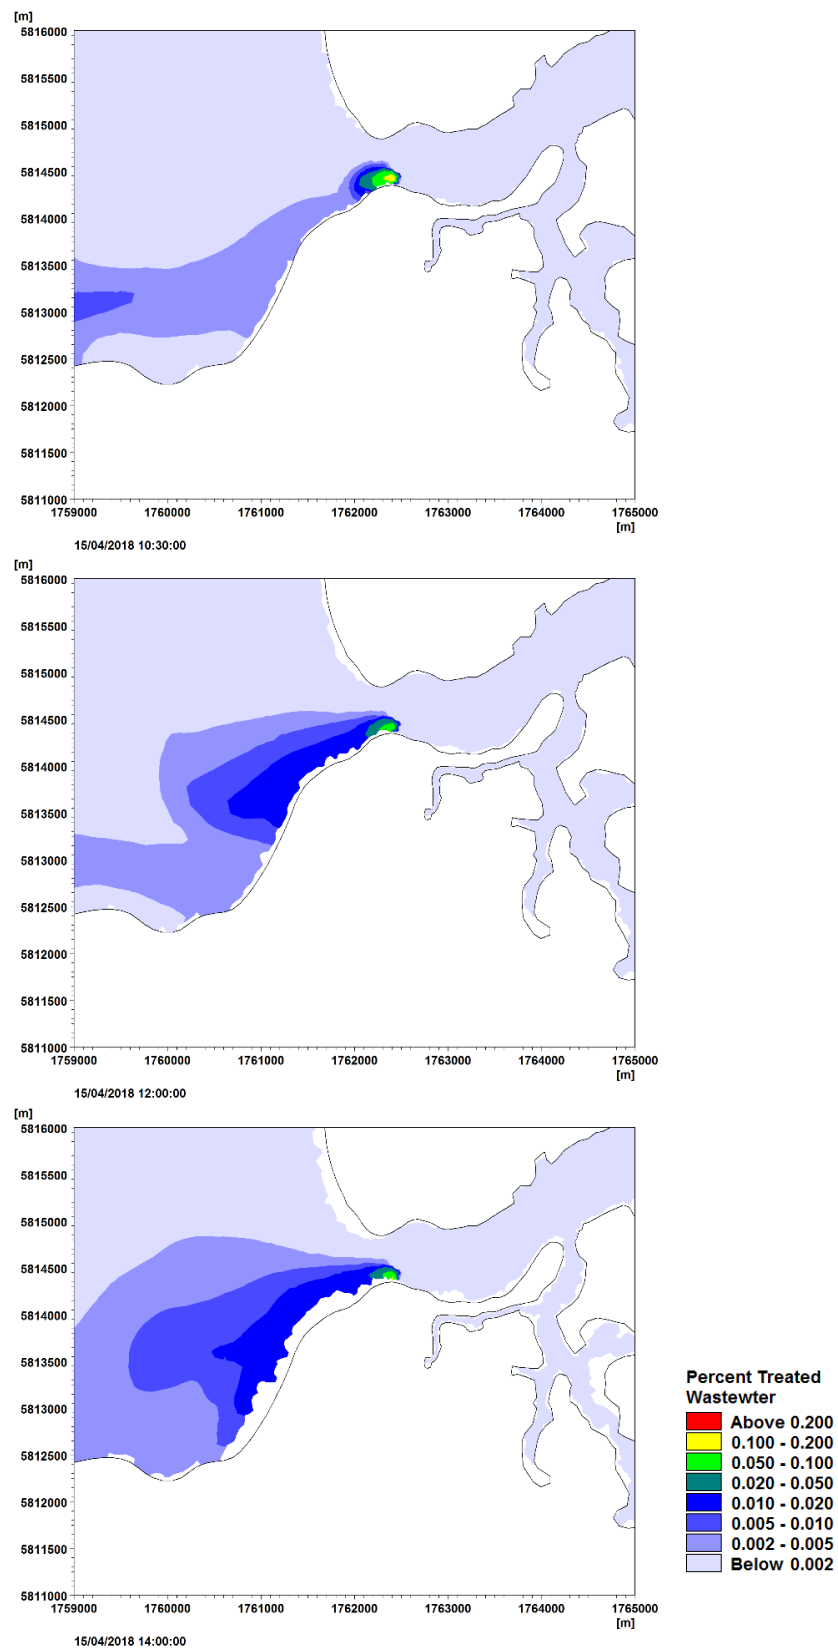 [m]
5816000
5815500
5815000
5814500
5814000
5813500
5813000
5812500
5812000
5811500
5811000
1759000 1760000 1761000 1762000 1763000 1764000 1765000
[m]
15/04/2018 10:30:00
[m]
5816000
5815500
5815000
5814500
5814000
5813500
5813000
5812500
5812000
5811500
5811000
1759000 1760000 1761000 1762000 1763000 1764000 1765000
[m]
15/04/2018 12:00:00
[m]
5816000
5815500
5815000
5814500
5814000
5813500
5813000
5812500
5812000
5811500
5811000
1759000 1760000 1761000 1762000 1763000 1764000 1765000
[m]
15/04/2018 14:00:00
Percent Treated
Wastewter
Above 0.200
0.100 - 0.200
0.050 - 0.100
0.020 - 0.050
0.010 - 0.020
0.005 - 0.010
0.002 - 0.005
Below 0.002